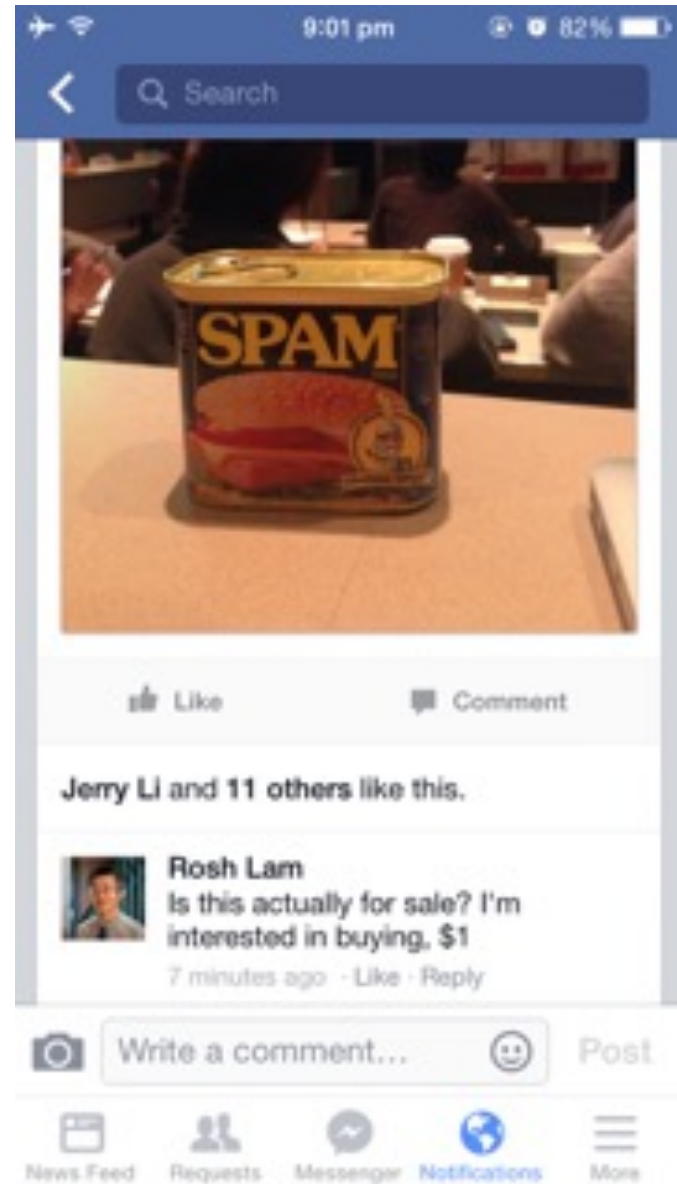 9:01 pm 82%
Search
SPAM
Like Comment
Jerry Li and 11 others like this.
Rosh Lam
Is this actually for sale? I'm
interested in buying, $1
7 minutes ago · Like · Reply
Write a comment... Post
News Feed Requests Messenger Notifications More